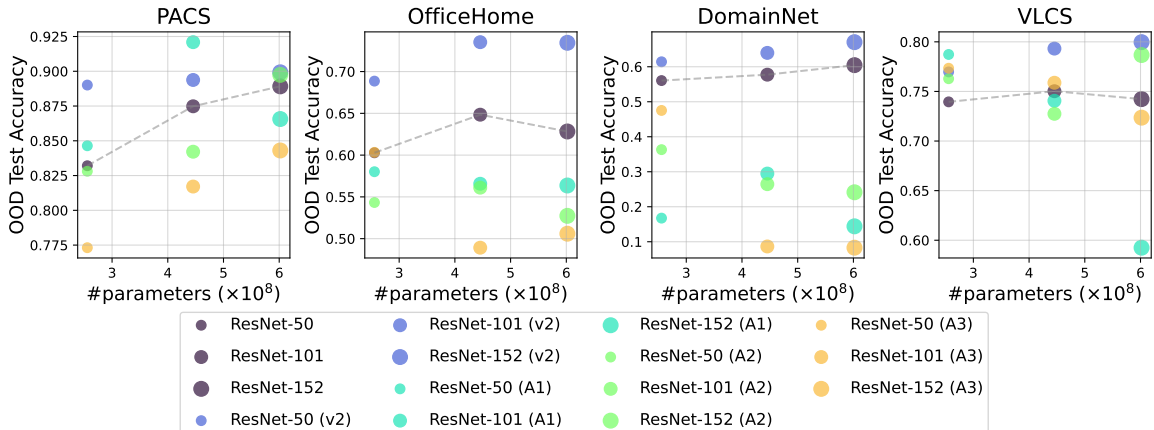 PACS
OfficeHome
DomainNet
VLCS
OOD Test Accuracy
0.925
0.900
0.875
0.850
0.825
0.800
0.775
3 4 5 6
#parameters (×10⁸)
OOD Test Accuracy
0.70
0.65
0.60
0.55
0.50
3 4 5 6
#parameters (×10⁸)
OOD Test Accuracy
0.6
0.5
0.4
0.3
0.2
0.1
3 4 5 6
#parameters (×10⁸)
OOD Test Accuracy
0.80
0.75
0.70
0.65
0.60
3 4 5 6
#parameters (×10⁸)
ResNet-50
ResNet-101
ResNet-152
ResNet-50 (v2)
ResNet-101 (v2)
ResNet-152 (v2)
ResNet-50 (A1)
ResNet-101 (A1)
ResNet-152 (A1)
ResNet-50 (A2)
ResNet-101 (A2)
ResNet-152 (A2)
ResNet-50 (A3)
ResNet-101 (A3)
ResNet-152 (A3)